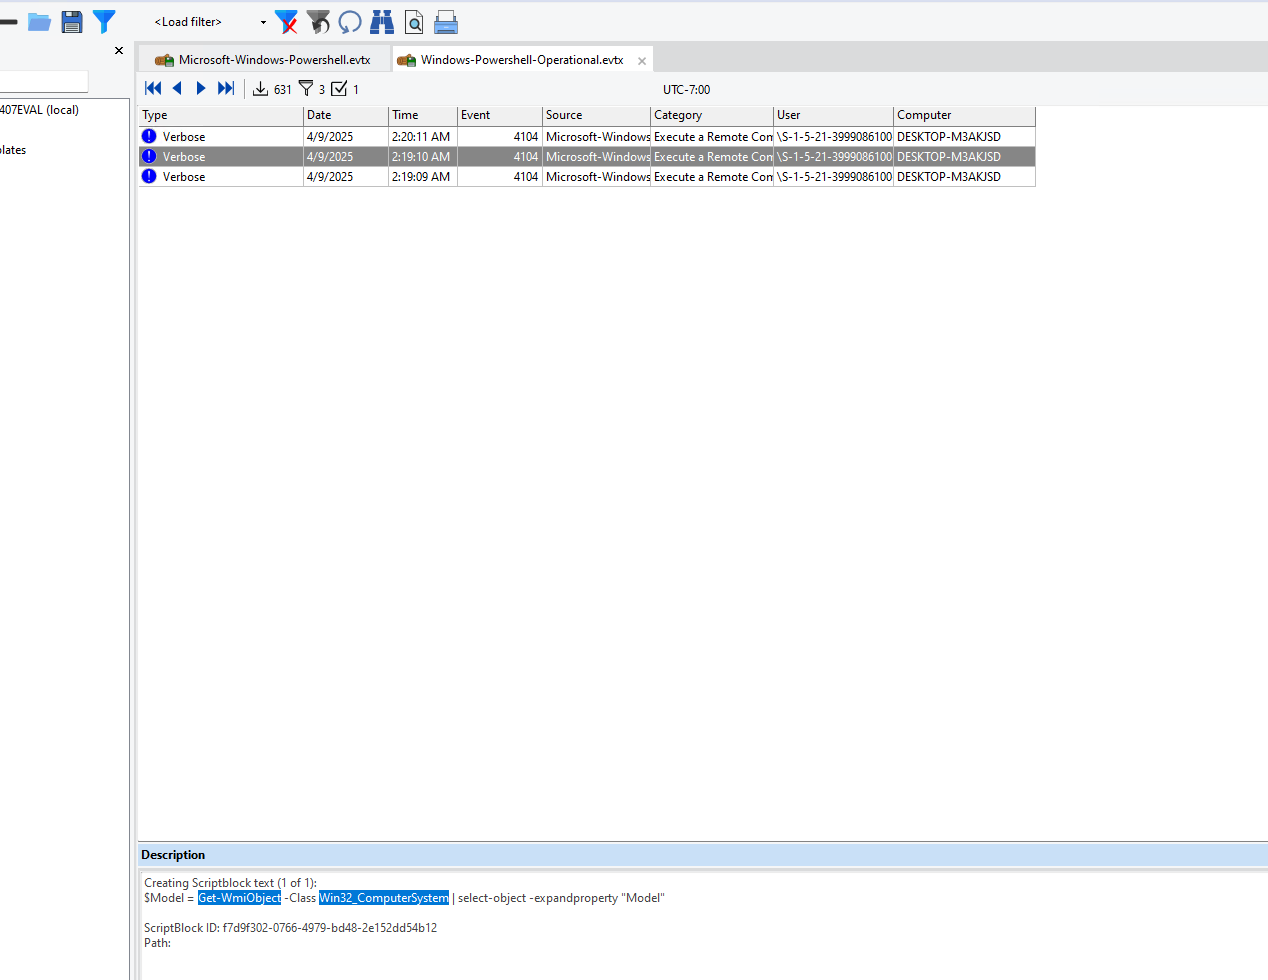 <Load filter>
407EVAL (local)
lates
Microsoft-Windows-Powershell.evtx
Windows-Powershell-Operational.evtx
631 3 1 UTC-7:00
Type Date Time Event Source Category User Computer
Verbose 4/9/2025 2:20:11 AM 4104 Microsoft-Windows Execute a Remote Com \S-1-5-21-3999086100 DESKTOP-M3AKJSD
Verbose 4/9/2025 2:19:10 AM 4104 Microsoft-Windows Execute a Remote Com \S-1-5-21-3999086100 DESKTOP-M3AKJSD
Verbose 4/9/2025 2:19:09 AM 4104 Microsoft-Windows Execute a Remote Com \S-1-5-21-3999086100 DESKTOP-M3AKJSD
Description
Creating Scriptblock text (1 of 1):
$Model = Get-WmiObject -Class Win32_ComputerSystem | select-object -expandproperty "Model"
ScriptBlock ID: f7d9f302-0766-4979-bd48-2e152dd54b12
Path: